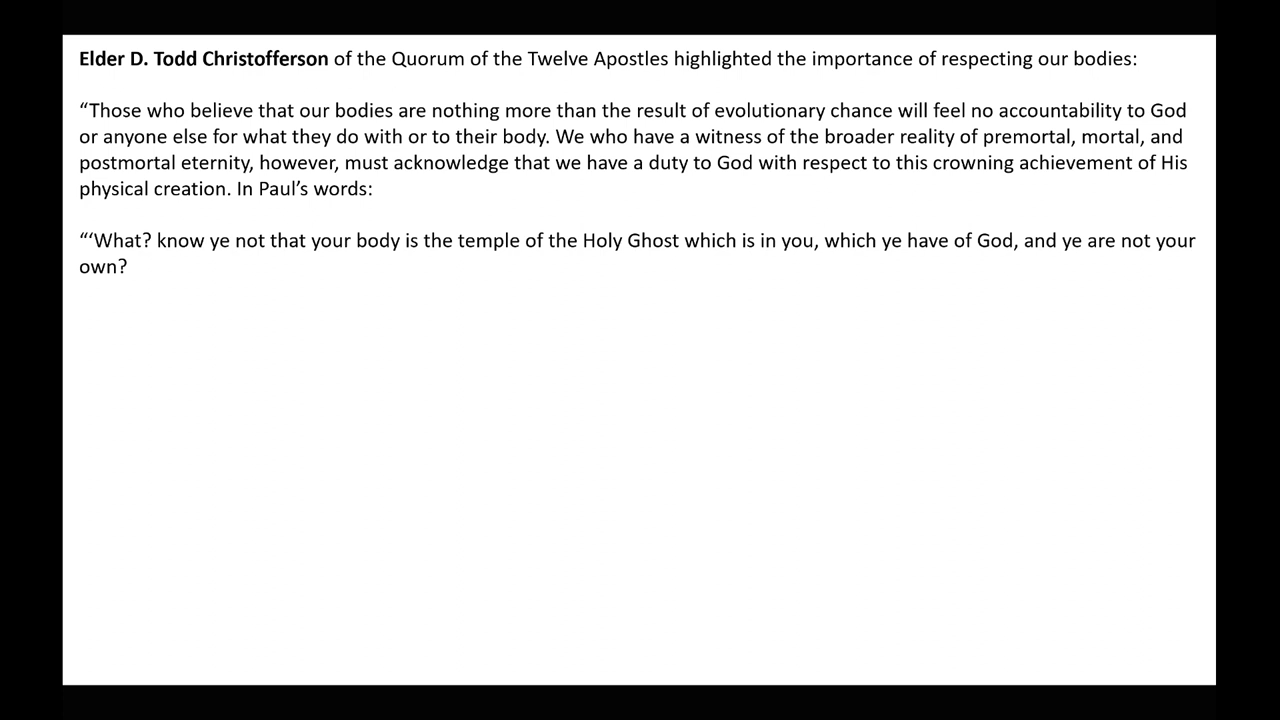 Elder D. Todd Christofferson of the Quorum of the Twelve Apostles highlighted the importance of respecting our bodies:
“Those who believe that our bodies are nothing more than the result of evolutionary chance will feel no accountability to God
or anyone else for what they do with or to their body. We who have a witness of the broader reality of premortal, mortal, and
postmortal eternity, however, must acknowledge that we have a duty to God with respect to this crowning achievement of His
physical creation. In Paul’s words:
“‘What? know ye not that your body is the temple of the Holy Ghost which is in you, which ye have of God, and ye are not your
own?